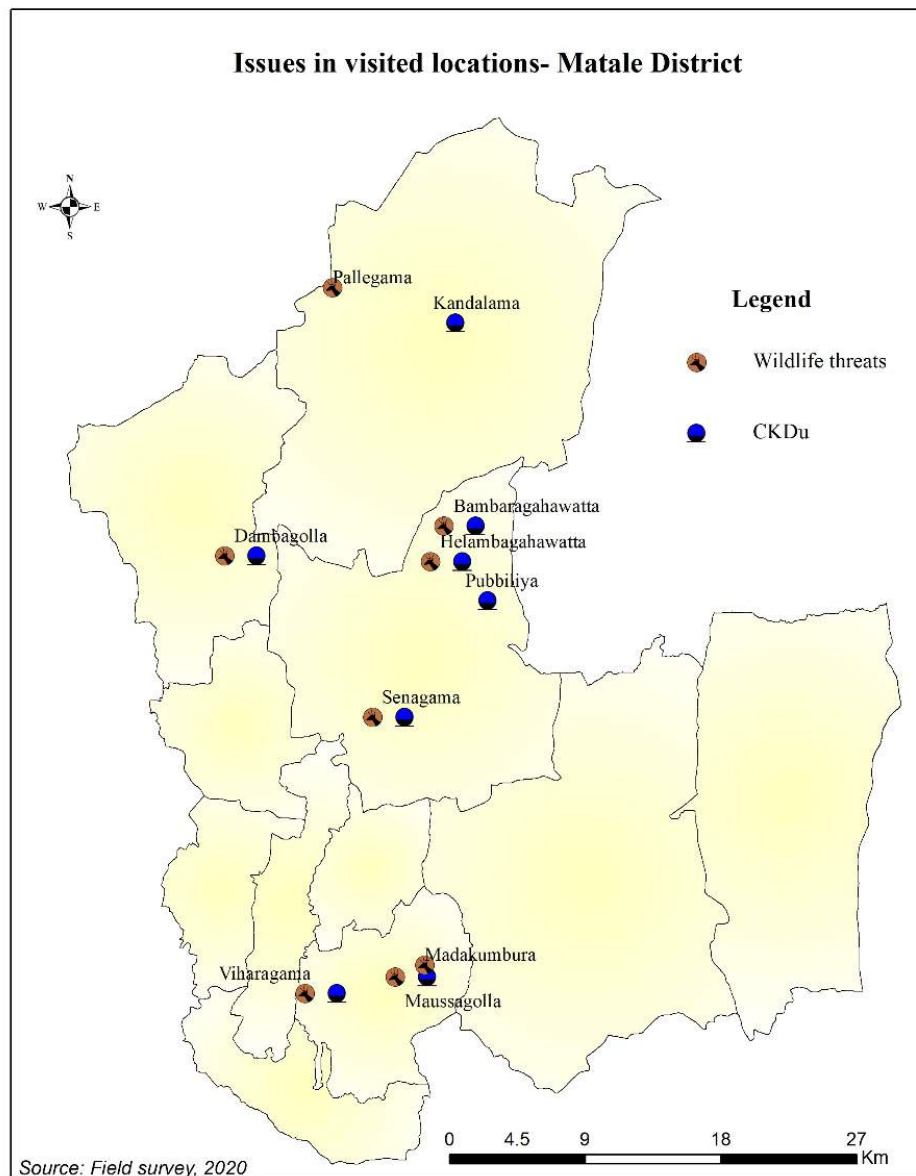 Issues in visited locations- Matale District
N
W E
S
Pallegama
Kandalama
Legend
Wildlife threats
CKDu
Bambaragahawatta
Dambagolla
Helambagahawatta
Pubbiliya
Senagama
Madakumbura
Viharagama
Maussagolla
0 4.5 9 18 27
Km
Source: Field survey, 2020